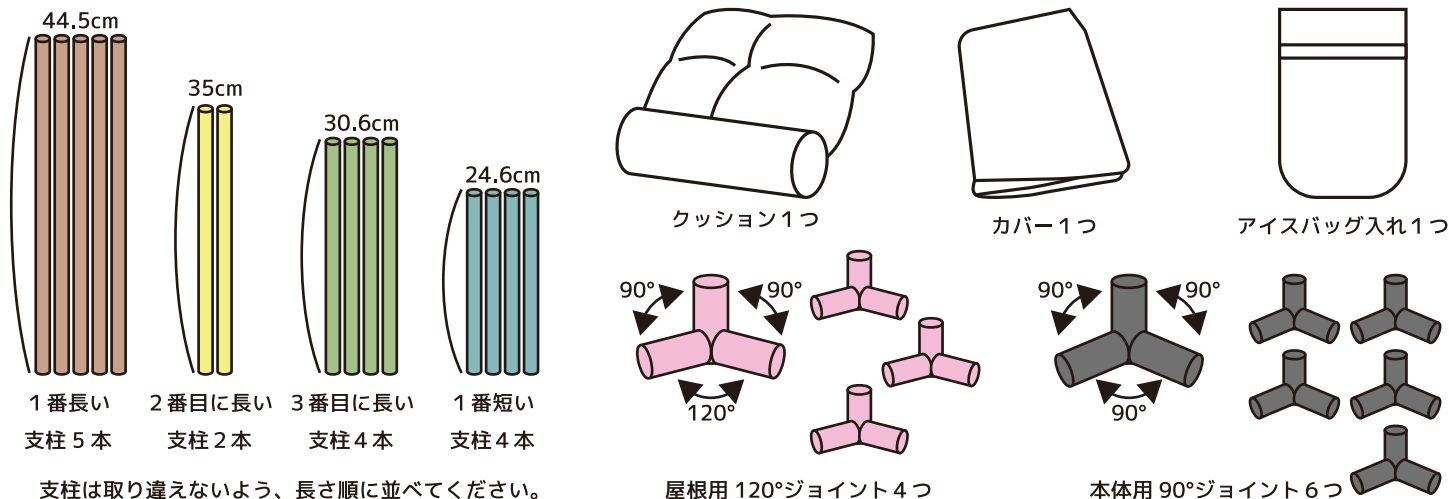 44.5cm
35cm
30.6cm
24.6cm
1番長い
支柱5本
2番目に長い
支柱2本
3番目に長い
支柱4本
1番短い
支柱4本
支柱は取り違えないよう、長さ順に並べてください。
クッション1つ
カバー1つ
アイスバッグ入れ1つ
90°
90°
120°
屋根用 120°ジョイント4つ
90°
90°
90°
本体用 90°ジョイント6つ